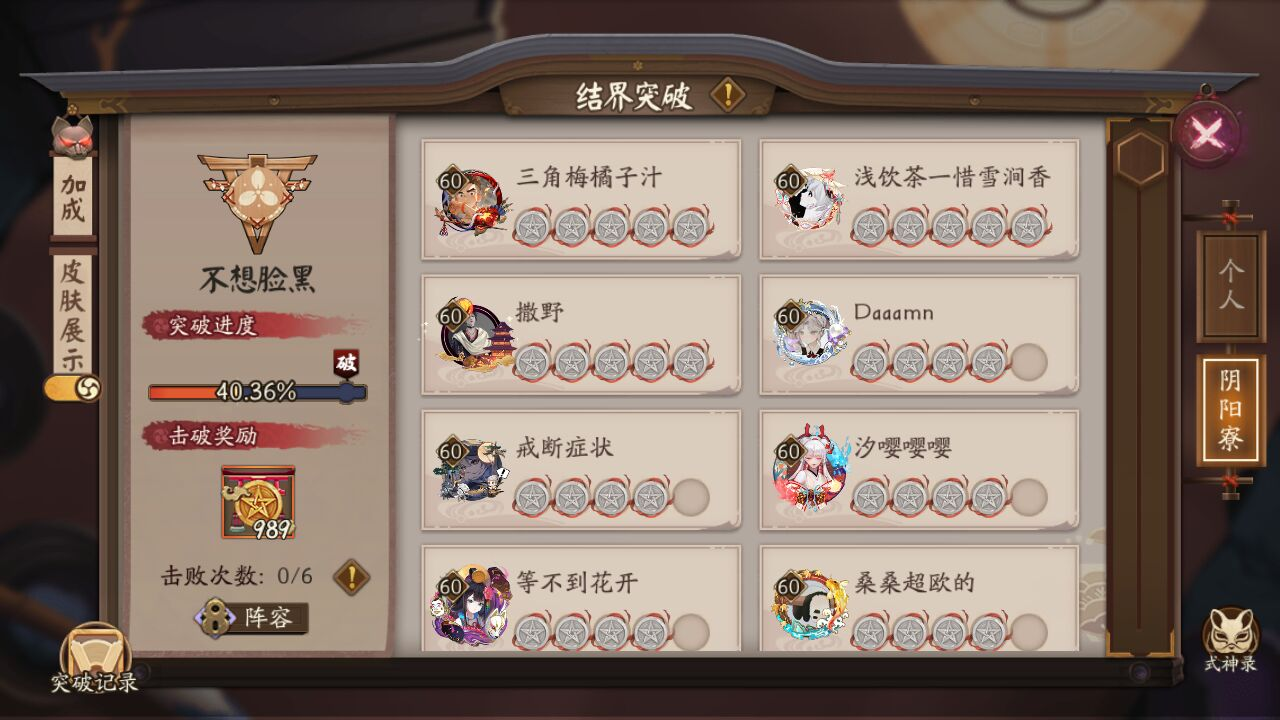 结界突破
加成
皮肤展示
不想脸黑
突破进度
破
40.36%
击破奖励
989
击败次数: 0/6
阵容
突破记录
60 三角梅橘子汁
60 浅饮茶一惜雪涧香
60 撒野
60 Daaamn
60 戒断症状
60 汐嘤嘤嘤
60 等不到花开
60 桑桑超欧的
个人
阴阳寮
式神录